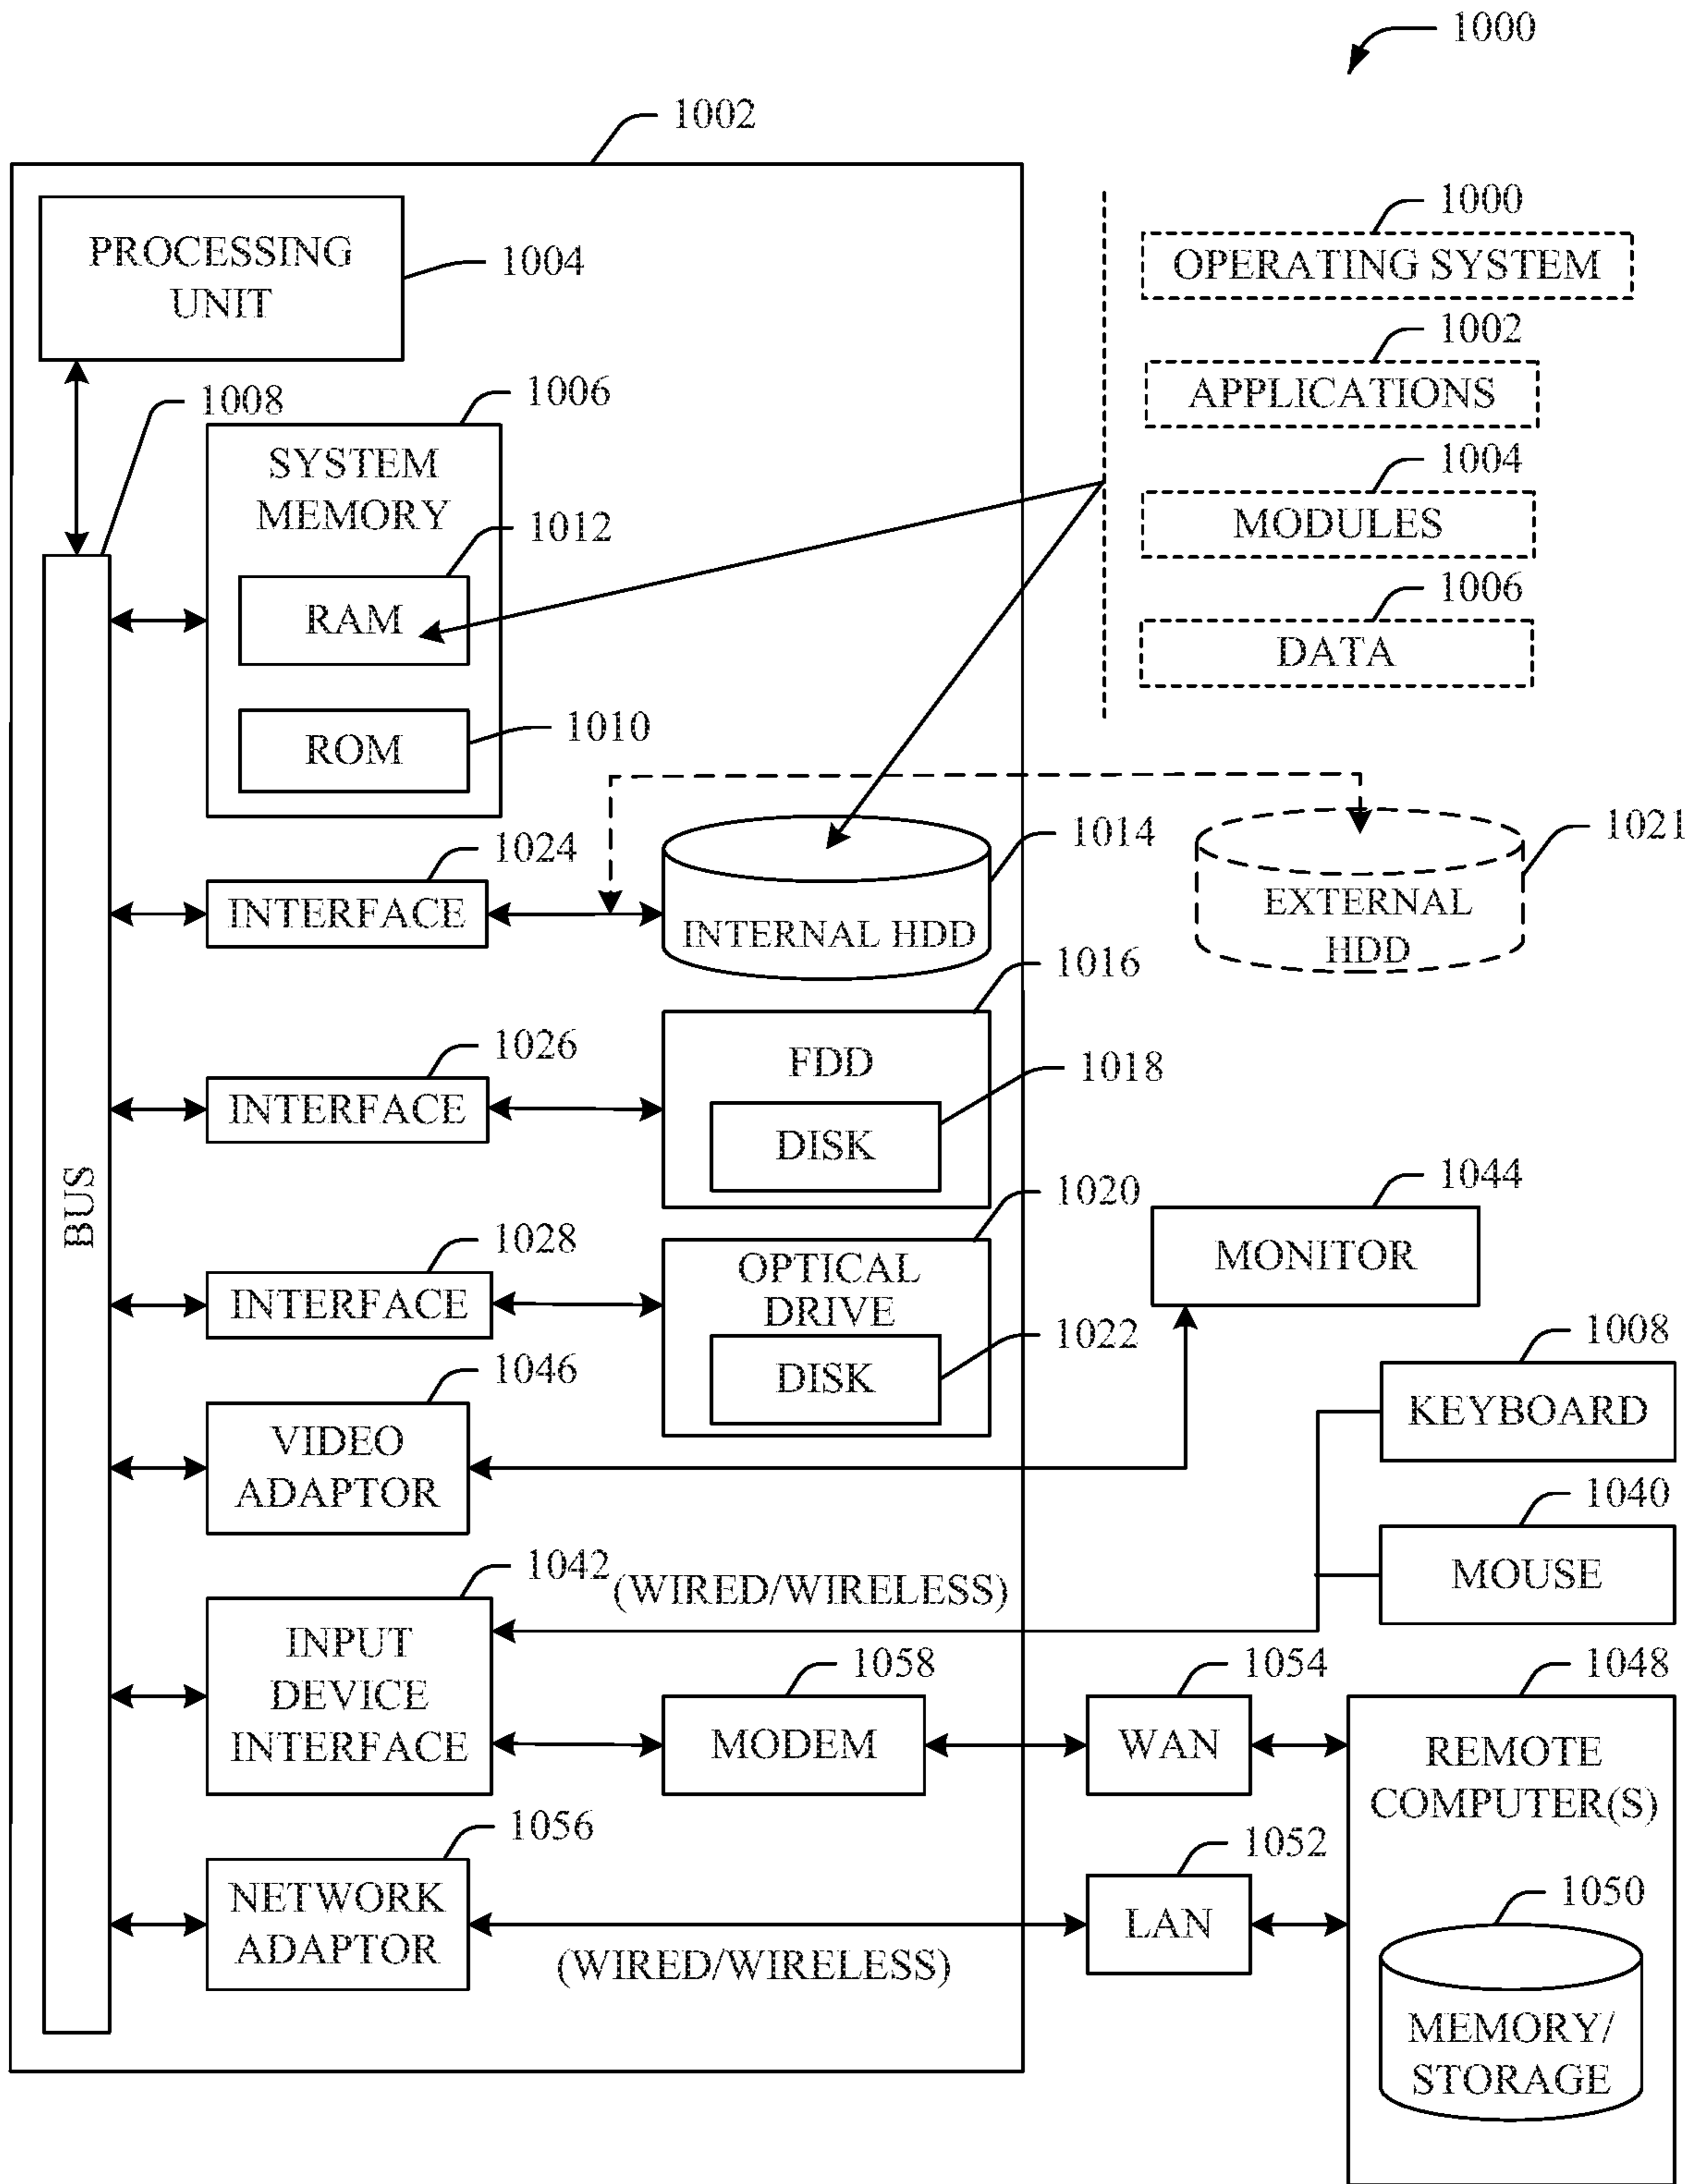 1000
1002
PROCESSING
UNIT
1004
1000
OPERATING SYSTEM
1002
APPLICATIONS
1004
MODULES
1006
DATA
1008
1006
SYSTEM
MEMORY
1012
RAM
1010
ROM
BUS
1024
INTERFACE
1014
INTERNAL HDD
1021
EXTERNAL
HDD
1026
INTERFACE
1016
FDD
1018
DISK
1028
INTERFACE
1020
OPTICAL
DRIVE
1022
DISK
1044
MONITOR
1046
VIDEO
ADAPTOR
1008
KEYBOARD
1040
MOUSE
1042
(WIRED/WIRELESS)
INPUT
DEVICE
INTERFACE
1058
MODEM
1054
WAN
1048
REMOTE
COMPUTER(S)
1056
NETWORK
ADAPTOR
(WIRED/WIRELESS)
1052
LAN
1050
MEMORY/
STORAGE